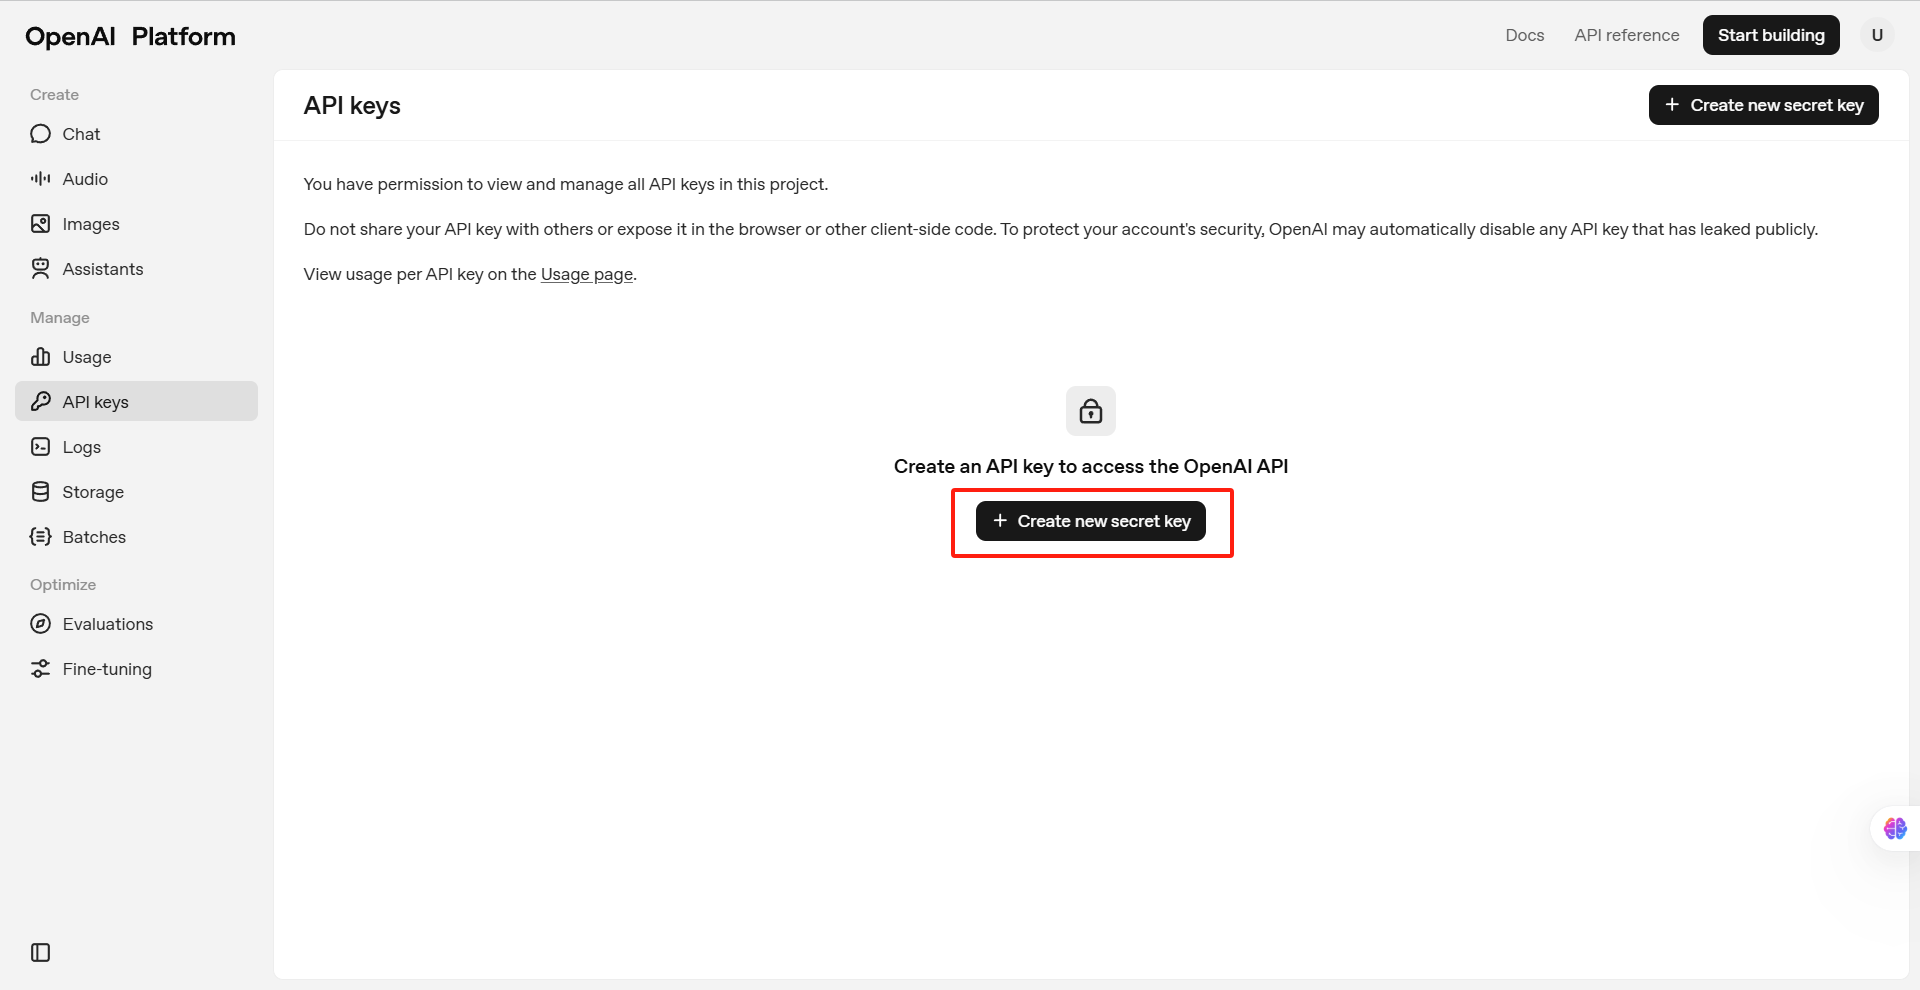 OpenAI Platform
Docs
API reference
Start building
U
Create
Chat
Audio
Images
Assistants
Manage
Usage
API keys
Logs
Storage
Batches
Optimize
Evaluations
Fine-tuning
API keys
+ Create new secret key
You have permission to view and manage all API keys in this project.
Do not share your API key with others or expose it in the browser or other client-side code. To protect your account's security, OpenAI may automatically disable any API key that has leaked publicly.
View usage per API key on the Usage page.
Create an API key to access the OpenAI API
+ Create new secret key